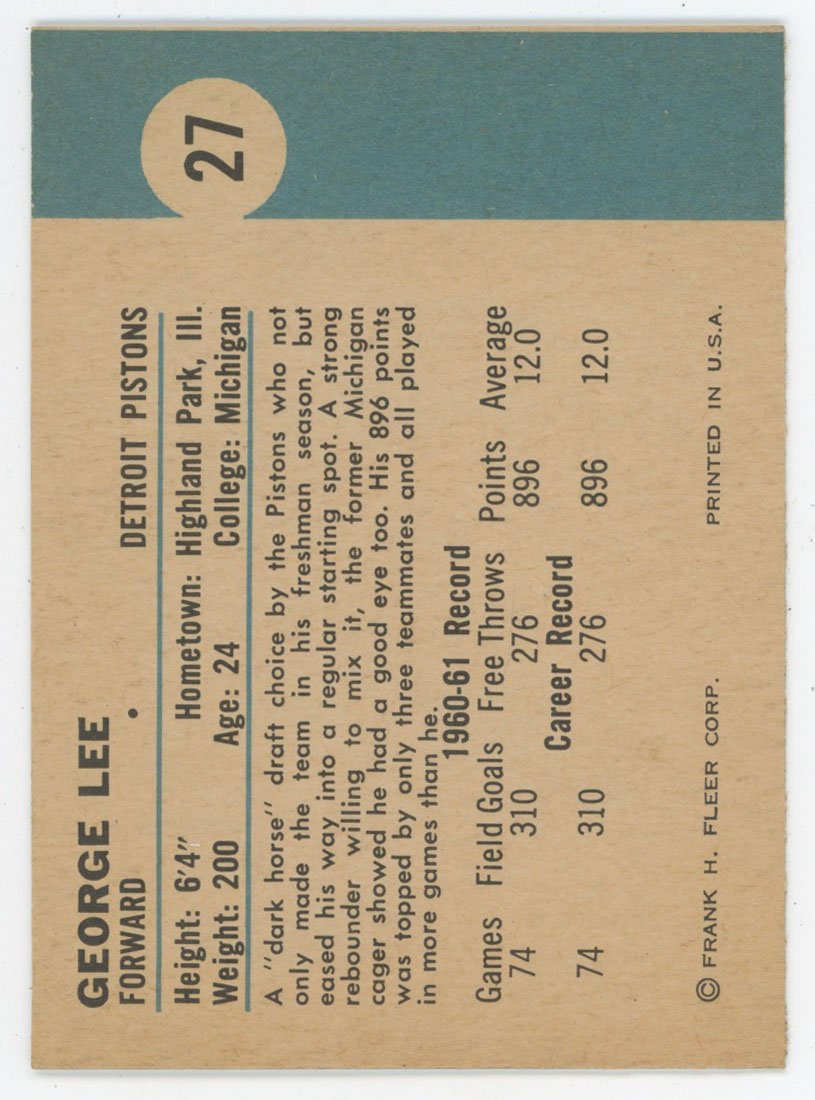 27
GEORGE LEE
FORWARD • DETROIT PISTONS
Height: 6'4" Hometown: Highland Park, Ill.
Weight: 200 Age: 24 College: Michigan
A "dark horse" draft choice by the Pistons who not
only made the team in his freshman season, but
eased his way into a regular starting spot. A strong
rebounder willing to mix it, the former Michigan
cager showed he had a good eye too. His 896 points
was topped by only three teammates and all played
in more games than he.
1960-61 Record
Games Field Goals Free Throws Points Average
74 310 276 896 12.0
Career Record
74 310 276 896 12.0
© FRANK H. FLEER CORP. PRINTED IN U.S.A.